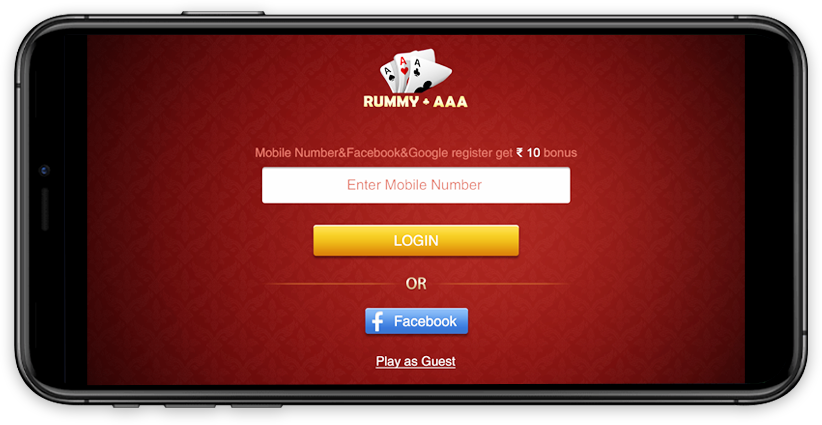 A A A
RUMMY ♣ AAA
Mobile Number&Facebook&Google register get ₹ 10 bonus
Enter Mobile Number
LOGIN
OR
f Facebook
Play as Guest